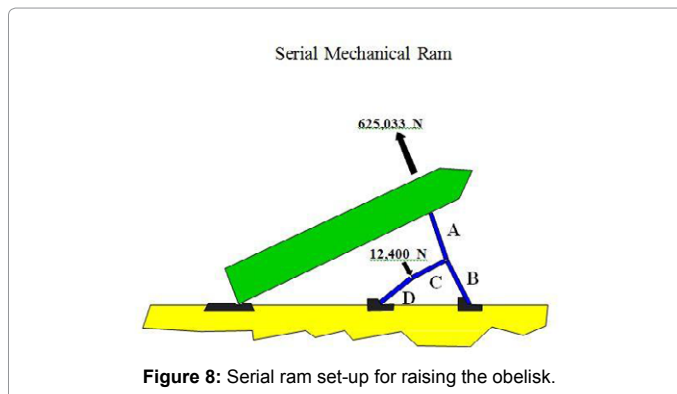 Serial Mechanical Ram
625,033 N
A
12,400 N
C
B
D
Figure 8: Serial ram set-up for raising the obelisk.